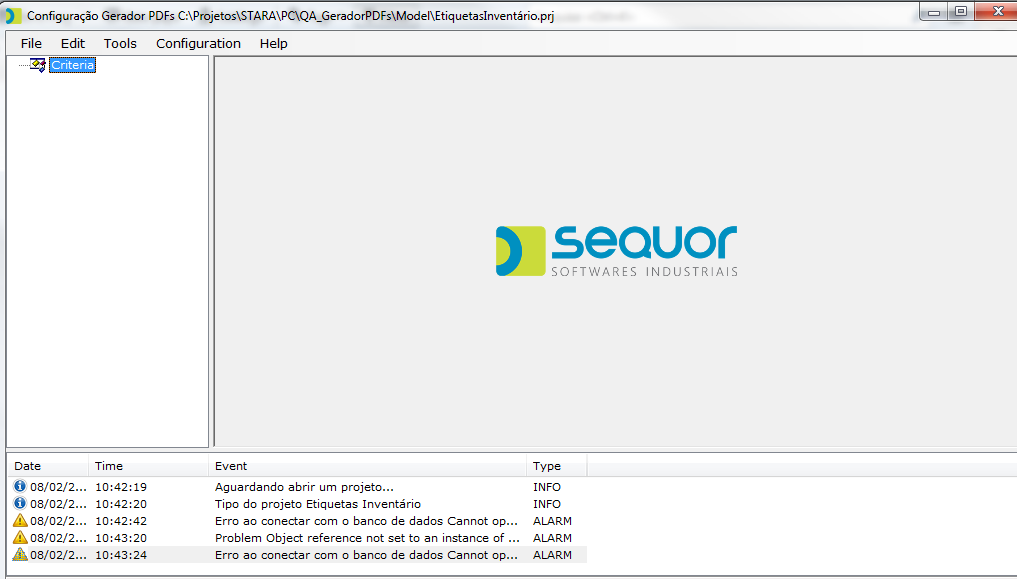 Configuração Gerador PDFs C:\Projetos\STARA\PC\QA_GeradorPDFs\Model\EtiquetasInventário.prj
File Edit Tools Configuration Help
Criteria
sequor
SOFTWARES INDUSTRIAIS
Date Time Event Type
08/02/2... 10:42:19 Aguardando abrir um projeto... INFO
08/02/2... 10:42:20 Tipo do projeto Etiquetas Inventário INFO
08/02/2... 10:42:42 Erro ao conectar com o banco de dados Cannot op... ALARM
08/02/2... 10:43:20 Problem Object reference not set to an instance of ... ALARM
08/02/2... 10:43:24 Erro ao conectar com o banco de dados Cannot op... ALARM